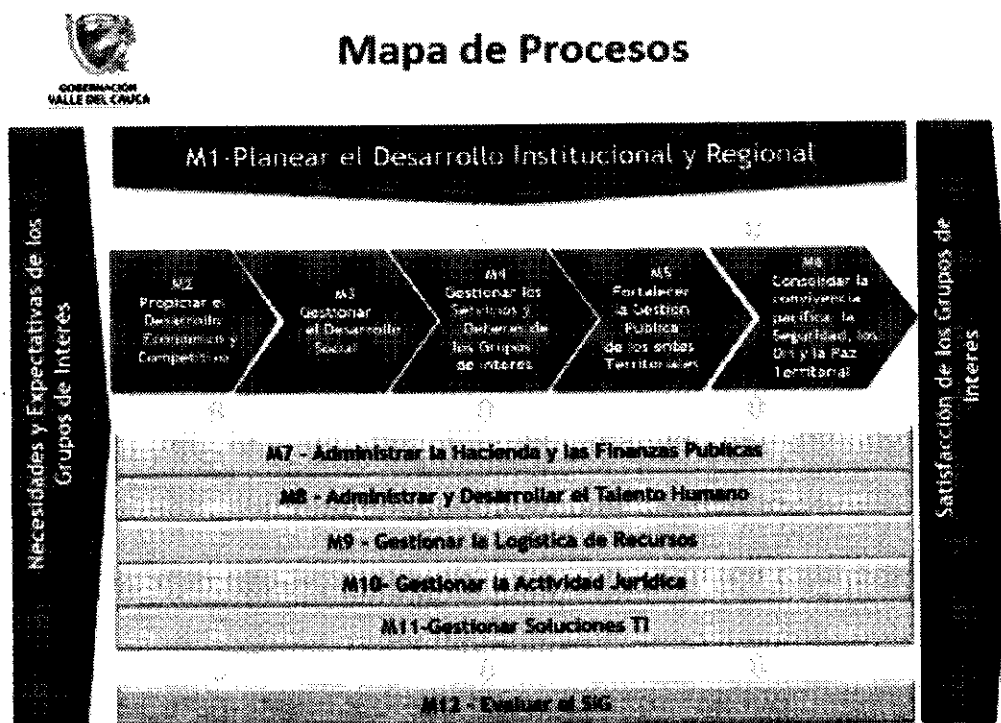 Mapa de Procesos
GOBERNACIÓN
VALLE DEL CAUCA
Necesidades y Expectativas de los
Grupos de Interés
M1-Planear el Desarrollo Institucional y Regional
M2
Propiciar el
Desarrollo
Económico y
Competitivo
M3
Gestionar
el Desarrollo
Social
M4
Gestionar los
Servicios y
Deberes de
los Grupos
de interés
M5
Fortalecer
la Gestión
Publica
de los entes
Territoriales
M6
Consolidar la
convivencia
pacifica, la
Seguridad, los
DH y la Paz
Territorial
M7 - Administrar la Hacienda y las Finanzas Publicas
M8 - Administrar y Desarrollar el Talento Humano
M9 - Gestionar la Logística de Recursos
M10- Gestionar la Actividad Jurídica
M11-Gestionar Soluciones TI
M12 - Evaluar el SIG
Satisfacción de los Grupos de
Interes